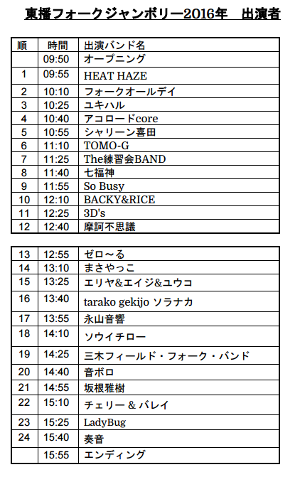 東播フォークジャンボリー2016年　出演者
順 時間 出演バンド名
09:50 オープニング
1 09:55 HEAT HAZE
2 10:10 フォークオールデイ
3 10:25 ユキハル
4 10:40 アコロードcore
5 10:55 シャリーン喜田
6 11:10 TOMO-G
7 11:25 The練習会BAND
8 11:40 七福神
9 11:55 So Busy
10 12:10 BACKY&RICE
11 12:25 3D's
12 12:40 摩訶不思議
13 12:55 ゼロ～る
14 13:10 まさやっこ
15 13:25 エリヤ&エイジ&ユウコ
16 13:40 tarako gekijo ソラナカ
17 13:55 永山音響
18 14:10 ソウイチロー
19 14:25 三木フィールド・フォーク・バンド
20 14:40 音ボロ
21 14:55 坂根雅樹
22 15:10 チェリー & バレイ
23 15:25 LadyBug
24 15:40 奏音
15:55 エンディング